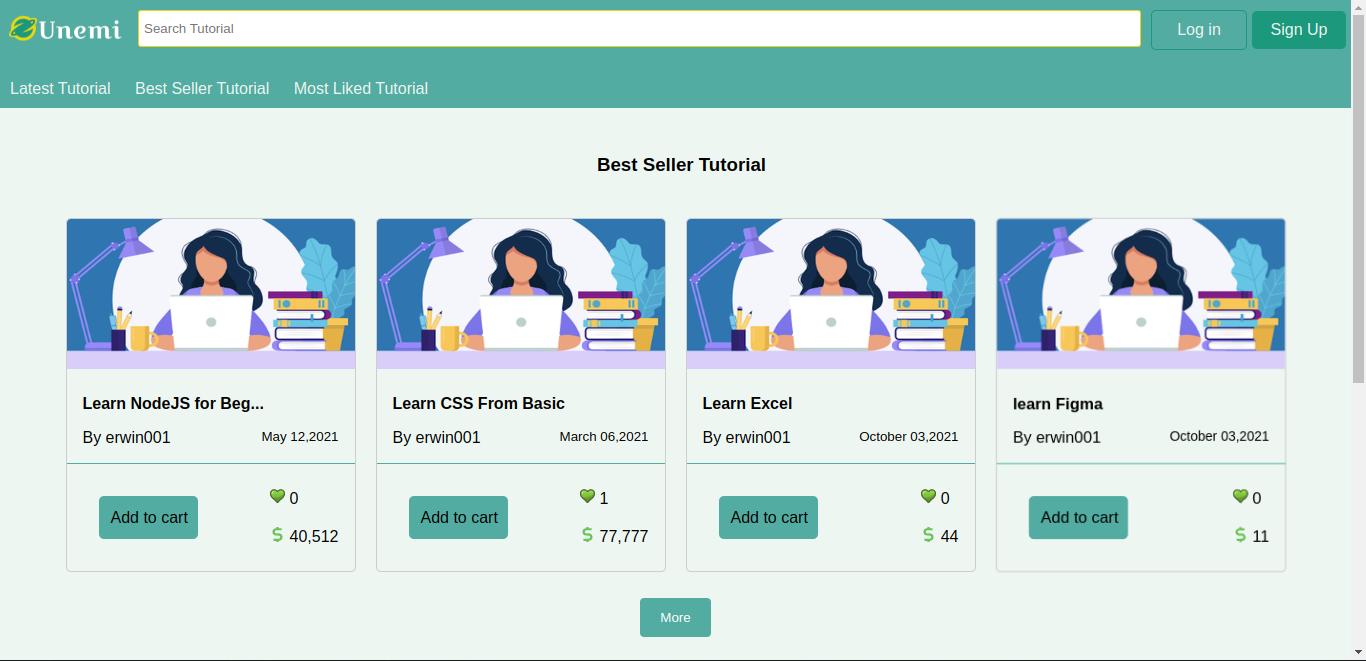 Unemi
Search Tutorial
Log in
Sign Up
Latest Tutorial
Best Seller Tutorial
Most Liked Tutorial
Best Seller Tutorial
Learn NodeJS for Beg...
By erwin001
May 12,2021
Add to cart
0
$ 40,512
Learn CSS From Basic
By erwin001
March 06,2021
Add to cart
1
$ 77,777
Learn Excel
By erwin001
October 03,2021
Add to cart
0
$ 44
learn Figma
By erwin001
October 03,2021
Add to cart
0
$ 11
More